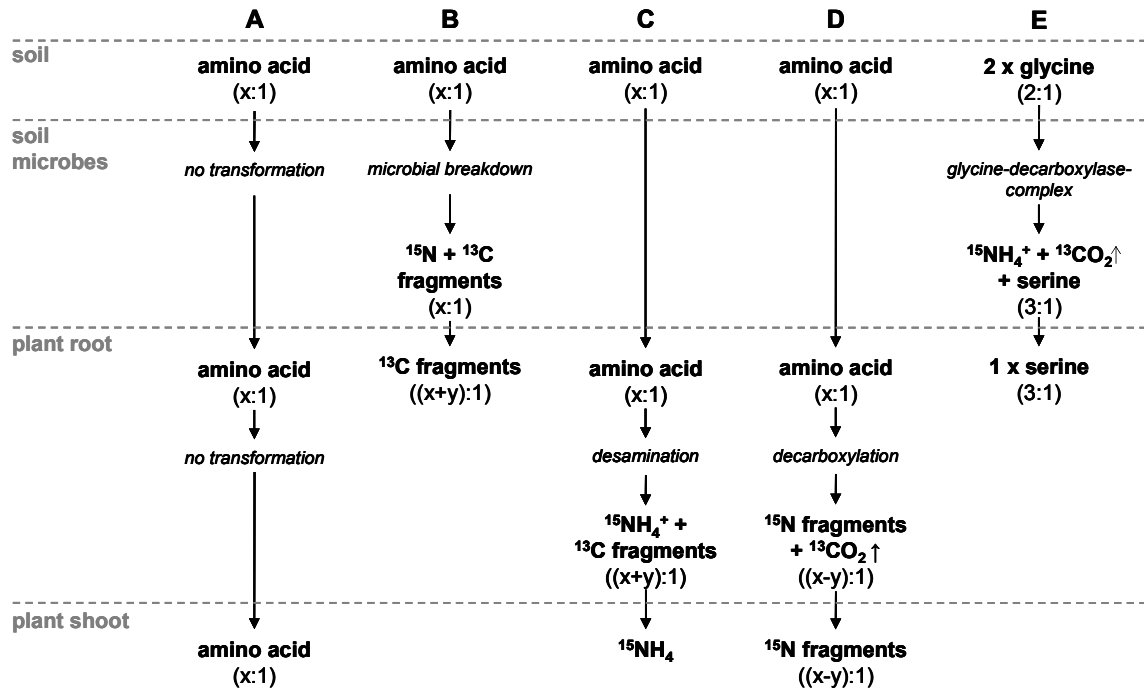 A B C D E
soil
amino acid amino acid amino acid amino acid 2 x glycine
(x:1) (x:1) (x:1) (x:1) (2:1)
soil
microbes
no transformation microbial breakdown glycine-decarboxylase-
complex
¹⁵N + ¹³C ¹⁵NH₄⁺ + ¹³CO₂↑
fragments + serine
(x:1) (3:1)
plant root
amino acid ¹³C fragments amino acid amino acid 1 x serine
(x:1) ((x+y):1) (x:1) (x:1) (3:1)
no transformation desamination decarboxylation
¹⁵NH₄⁺ + ¹⁵N fragments
¹³C fragments + ¹³CO₂ ↑
((x+y):1) ((x-y):1)
plant shoot
amino acid ¹⁵NH₄ ¹⁵N fragments
(x:1) ((x-y):1)